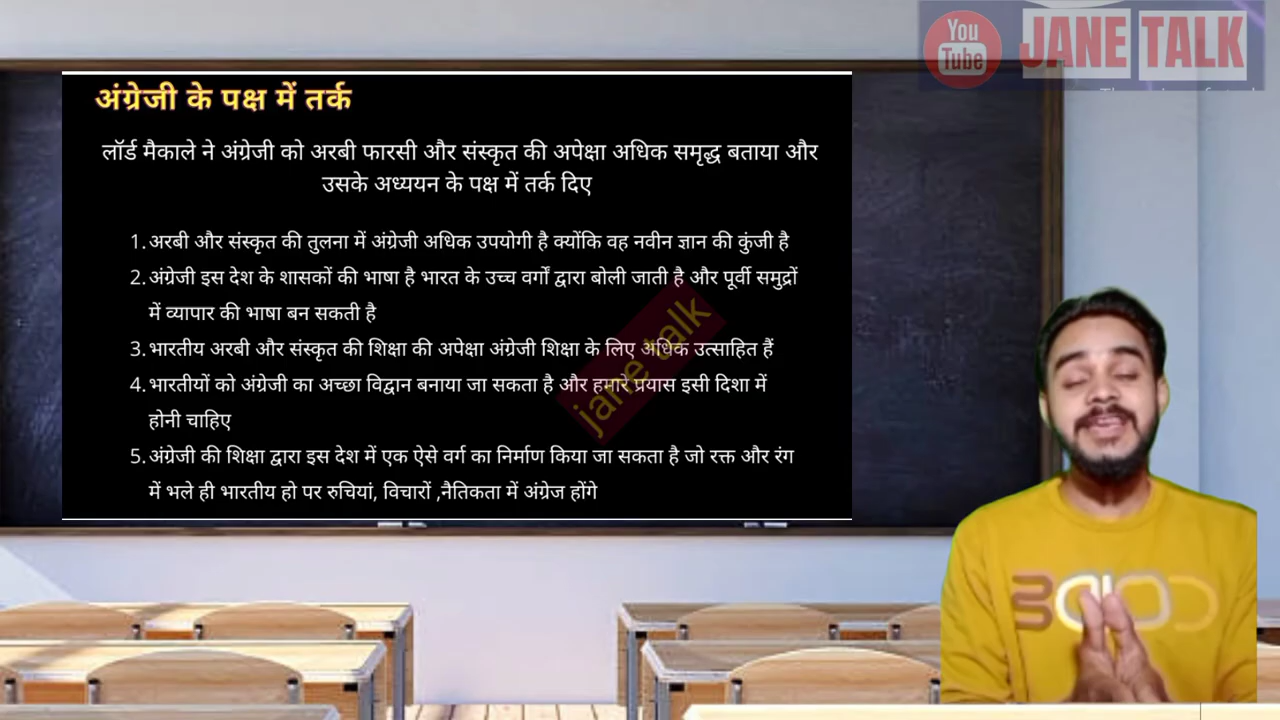 You
Tube
JANE TALK
अंग्रेजी के पक्ष में तर्क
लॉर्ड मैकाले ने अंग्रेजी को अरबी फारसी और संस्कृत की अपेक्षा अधिक समृद्ध बताया और
उसके अध्ययन के पक्ष में तर्क दिए
1. अरबी और संस्कृत की तुलना में अंग्रेजी अधिक उपयोगी है क्योंकि वह नवीन ज्ञान की कुंजी है
2. अंग्रेजी इस देश के शासकों की भाषा है भारत के उच्च वर्गों द्वारा बोली जाती है और पूर्वी समुद्रों
में व्यापार की भाषा बन सकती है
3. भारतीय अरबी और संस्कृत की शिक्षा की अपेक्षा अंग्रेजी शिक्षा के लिए अधिक उत्साहित हैं
4. भारतीयों को अंग्रेजी का अच्छा विद्वान बनाया जा सकता है और हमारे प्रयास इसी दिशा में
होनी चाहिए
5. अंग्रेजी की शिक्षा द्वारा इस देश में एक ऐसे वर्ग का निर्माण किया जा सकता है जो रक्त और रंग
में भले ही भारतीय हो पर रुचियां, विचारों ,नैतिकता में अंग्रेज होंगे
jane talk